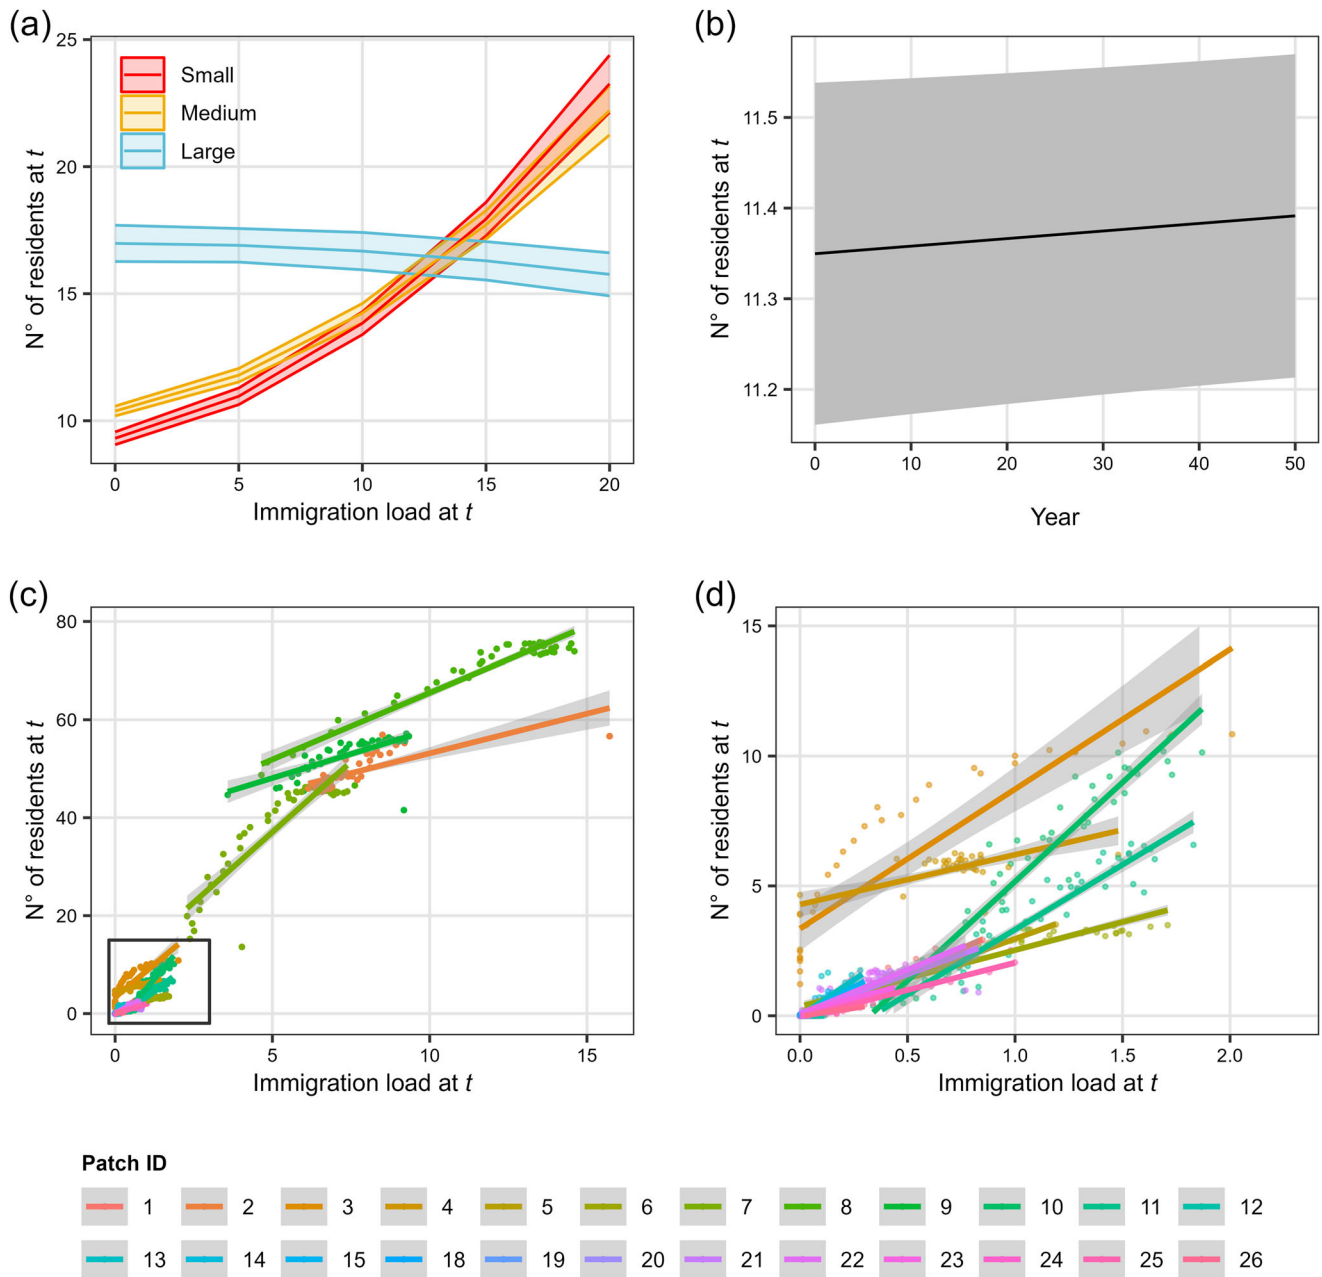 (a)
25
20
15
10
N° of residents at t
Small
Medium
Large
0 5 10 15 20
Immigration load at t
(b)
11.5
11.4
11.3
11.2
N° of residents at t
0 10 20 30 40 50
Year
(c)
80
60
40
20
0
N° of residents at t
0 5 10 15
Immigration load at t
(d)
15
10
5
0
N° of residents at t
0.0 0.5 1.0 1.5 2.0
Immigration load at t
Patch ID
1 2 3 4 5 6 7 8 9 10 11 12
13 14 15 18 19 20 21 22 23 24 25 26